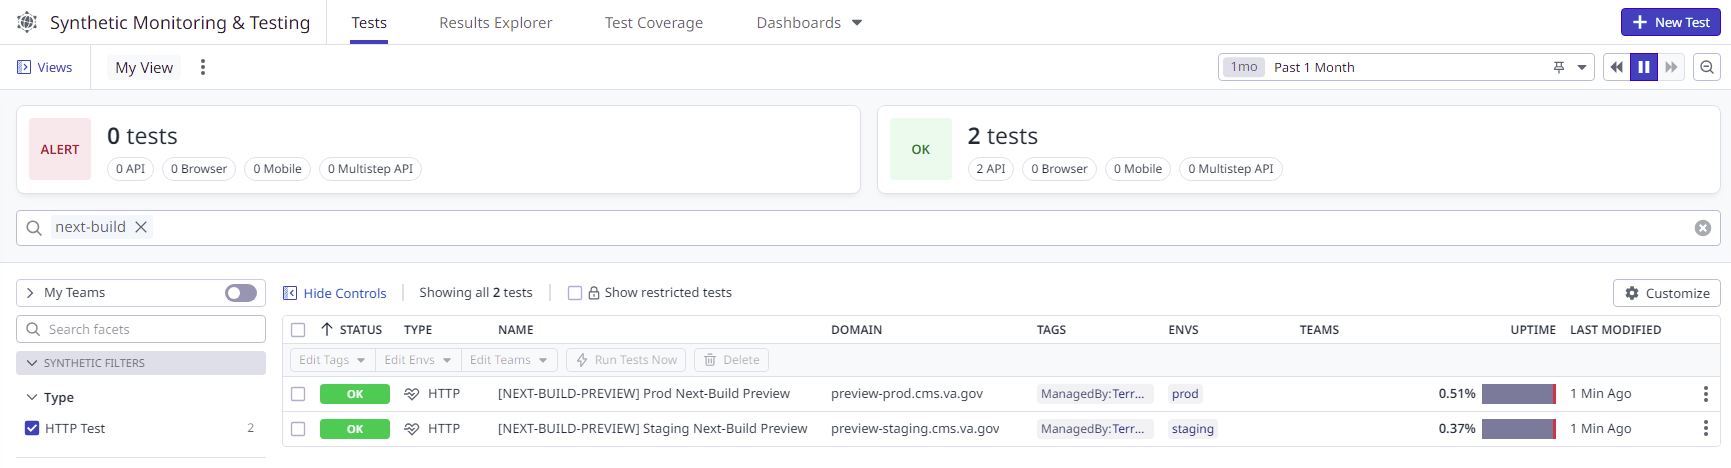 Synthetic Monitoring & Testing Tests Results Explorer Test Coverage Dashboards New Test
Views My View 1mo Past 1 Month
ALERT 0 tests OK 2 tests
0 API 0 Browser 0 Mobile 0 Multistep API 2 API 0 Browser 0 Mobile 0 Multistep API
next-build
My Teams Hide Controls Showing all 2 tests Show restricted tests Customize
Search facets STATUS TYPE NAME DOMAIN TAGS ENVS TEAMS UPTIME LAST MODIFIED
SYNTHETIC FILTERS Edit Tags Edit Envs Edit Teams Run Tests Now Delete
Type OK HTTP [NEXT-BUILD-PREVIEW] Prod Next-Build Preview preview-prod.cms.va.gov ManagedBy:Terr... prod 0.51% 1 Min Ago
HTTP Test 2 OK HTTP [NEXT-BUILD-PREVIEW] Staging Next-Build Preview preview-staging.cms.va.gov ManagedBy:Terr... staging 0.37% 1 Min Ago